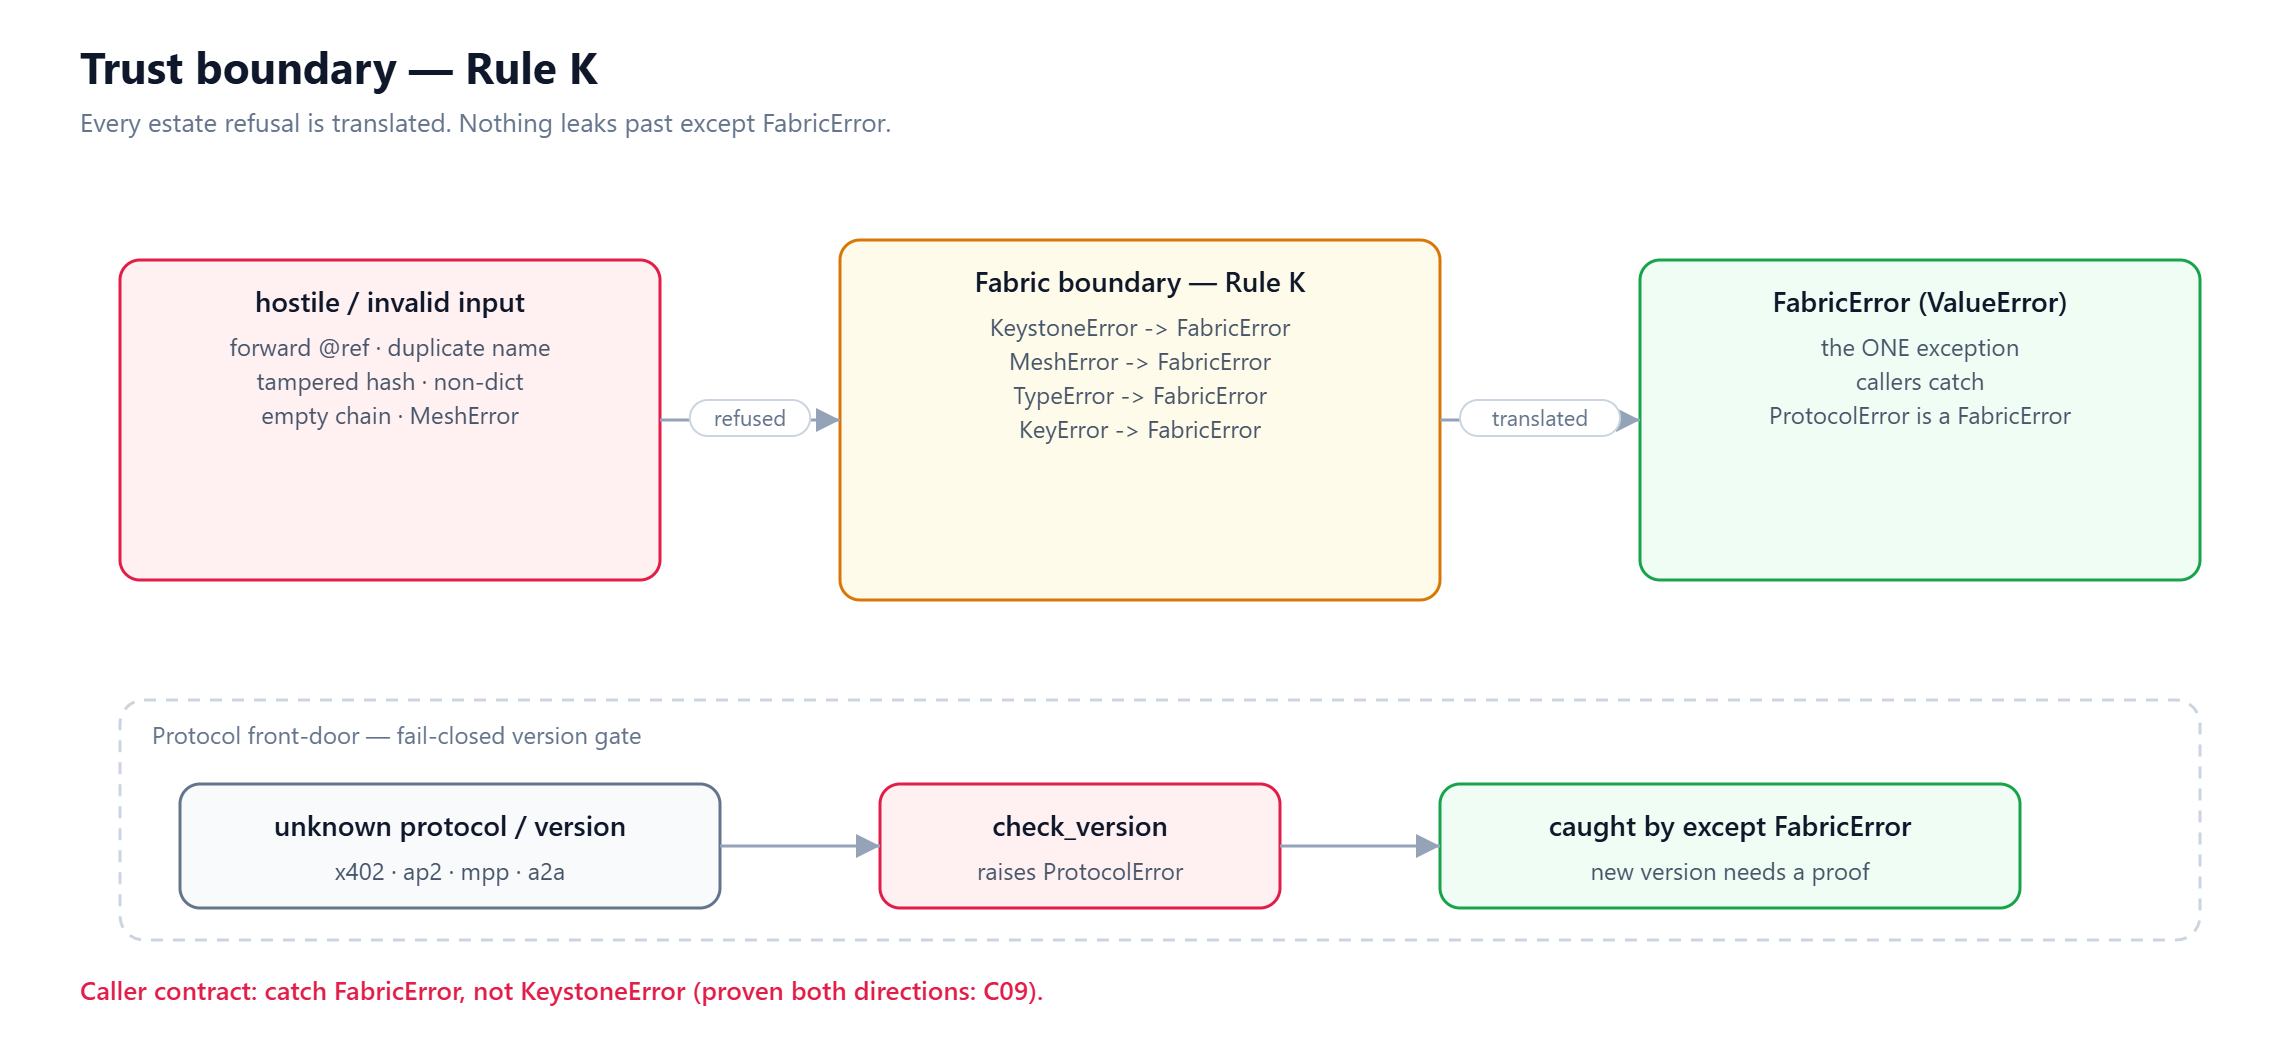 Trust boundary — Rule K
Every estate refusal is translated. Nothing leaks past except FabricError.
hostile / invalid input
forward @ref · duplicate name
tampered hash · non-dict
empty chain · MeshError
refused
Fabric boundary — Rule K
KeystoneError -> FabricError
MeshError -> FabricError
TypeError -> FabricError
KeyError -> FabricError
translated
FabricError (ValueError)
the ONE exception
callers catch
ProtocolError is a FabricError
Protocol front-door — fail-closed version gate
unknown protocol / version
x402 · ap2 · mpp · a2a
check_version
raises ProtocolError
caught by except FabricError
new version needs a proof
Caller contract: catch FabricError, not KeystoneError (proven both directions: C09).